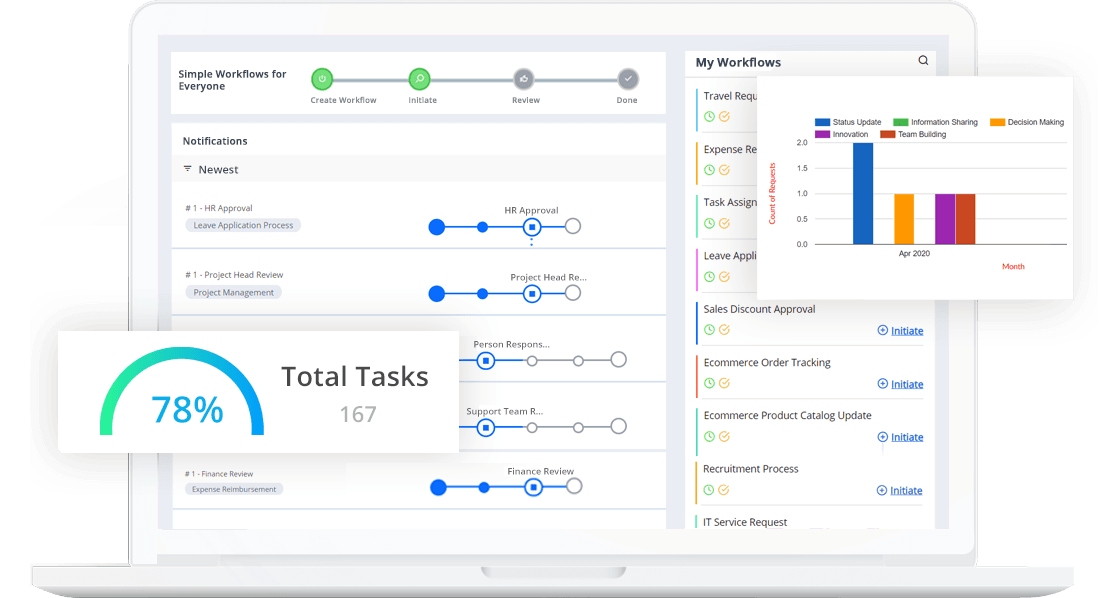 Simple Workflows for
Everyone
Create Workflow
Initiate
Review
Done
Notifications
Newest
# 1 - HR Approval
Leave Application Process
HR Approval
# 1 - Project Head Review
Project Management
Project Head Re...
Person Respons...
Support Team R...
# 1 - Finance Review
Expense Reimbursement
Finance Review
78%
Total Tasks
167
My Workflows
Travel Requ
Expense Re
Task Assign
Leave Appli
Sales Discount Approval
Initiate
Ecommerce Order Tracking
Initiate
Ecommerce Product Catalog Update
Initiate
Recruitment Process
Initiate
IT Service Request
Status Update Information Sharing Decision Making
Innovation Team Building
Count of Requests
2.0
1.5
1.0
0.5
0.0
Apr 2020
Month